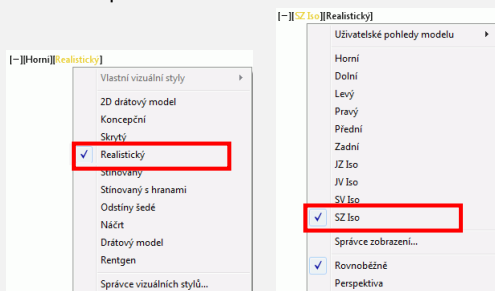 [−][Horní][Realistický]
Vlastní vizuální styly
2D drátový model
Koncepční
Skrytý
Realistický
Stínovaný
Stínovaný s hranami
Odstíny šedé
Náčrt
Drátový model
Rentgen
Správce vizuálních stylů...
[−][SZ Iso][Realistický]
Uživatelské pohledy modelu
Horní
Dolní
Levý
Pravý
Přední
Zadní
JZ Iso
JV Iso
SV Iso
SZ Iso
Správce zobrazení...
Rovnoběžné
Perspektiva